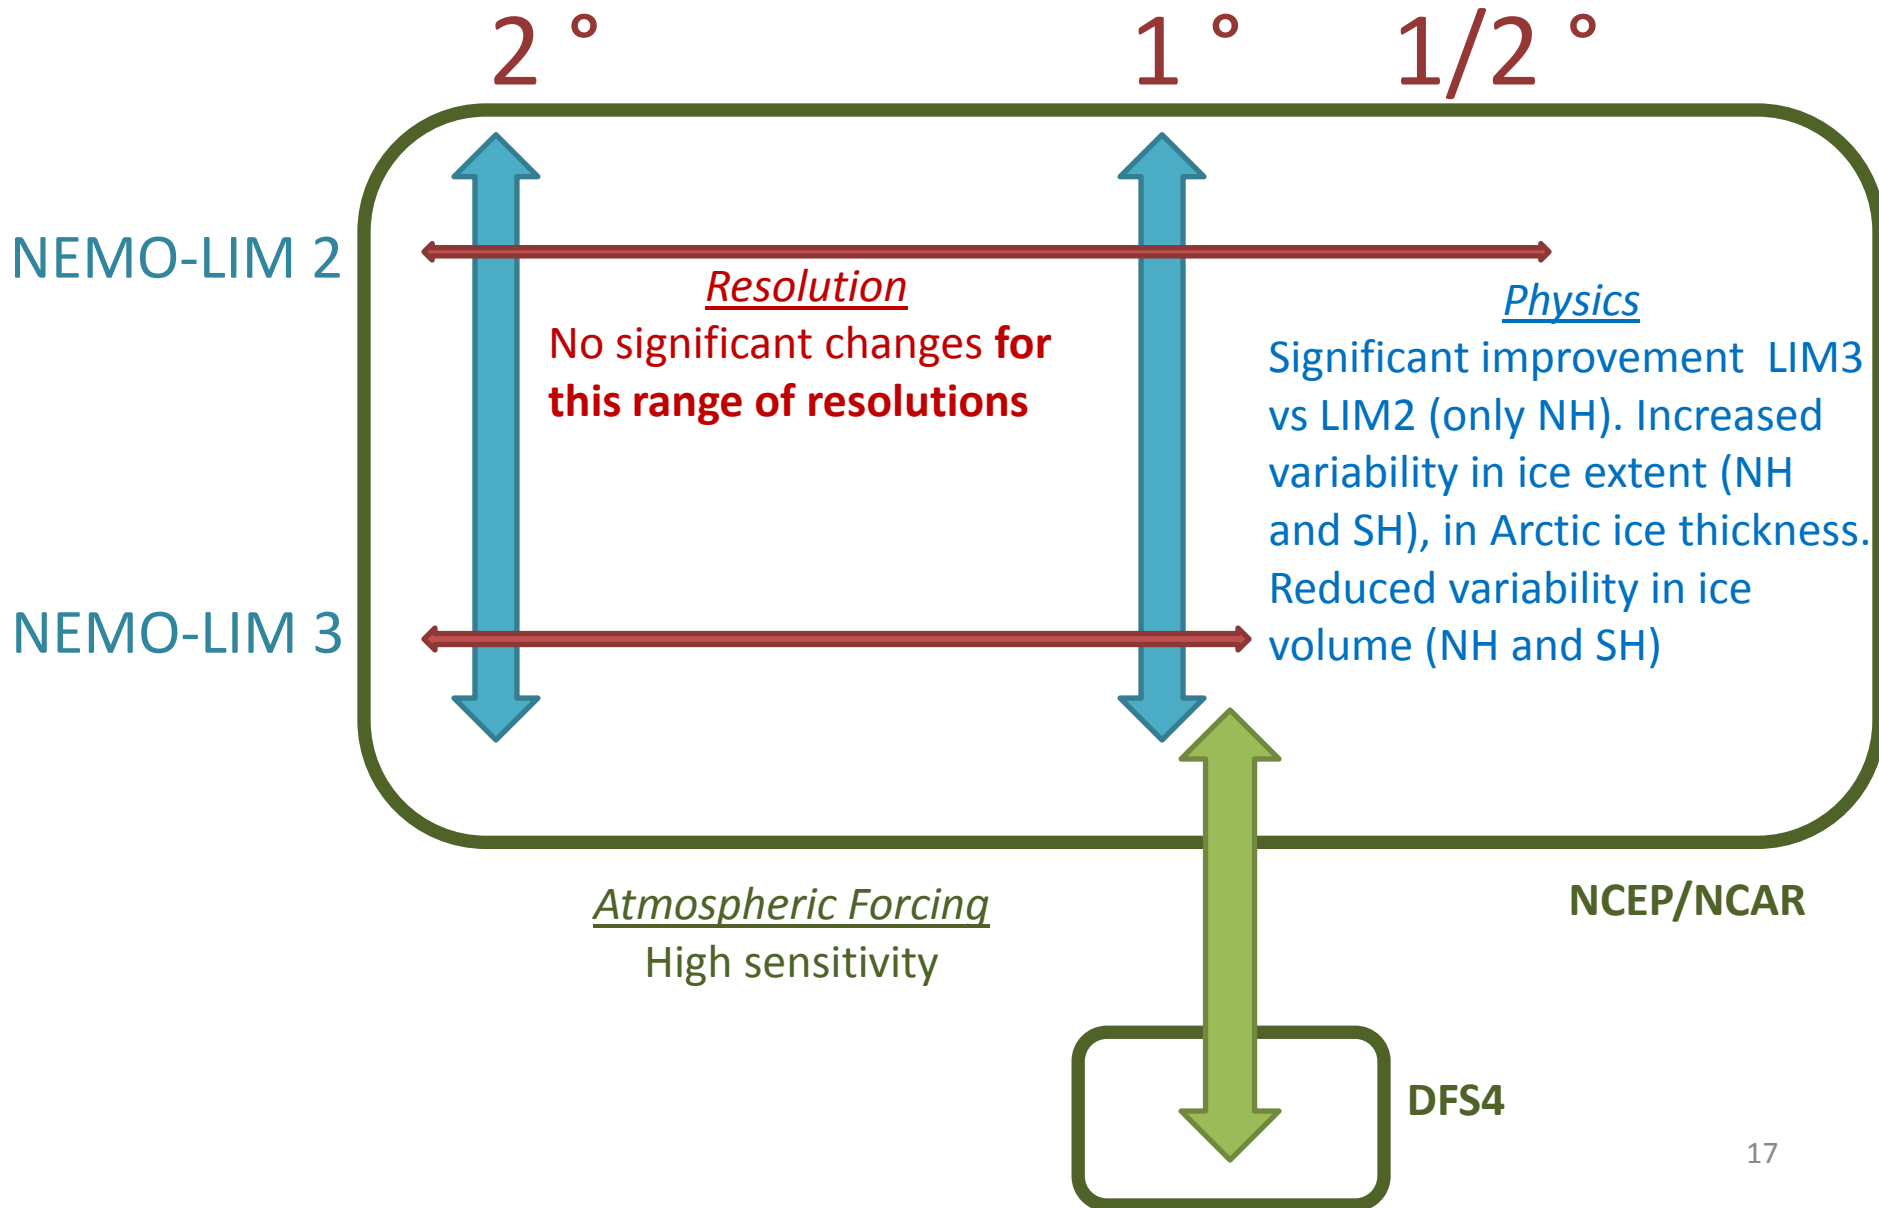 2 °
1 °
1/2 °
NEMO-LIM 2
Resolution
No significant changes for
this range of resolutions
Physics
Significant improvement LIM3
vs LIM2 (only NH). Increased
variability in ice extent (NH
and SH), in Arctic ice thickness.
Reduced variability in ice
volume (NH and SH)
NEMO-LIM 3
Atmospheric Forcing
High sensitivity
NCEP/NCAR
DFS4
17